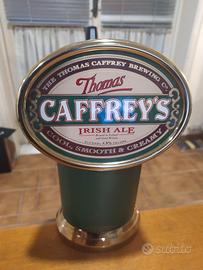 THE THOMAS CAFFREY BREWING CO.
Thomas
CAFFREY'S
IRISH ALE
COOL, SMOOTH & CREAMY
subito